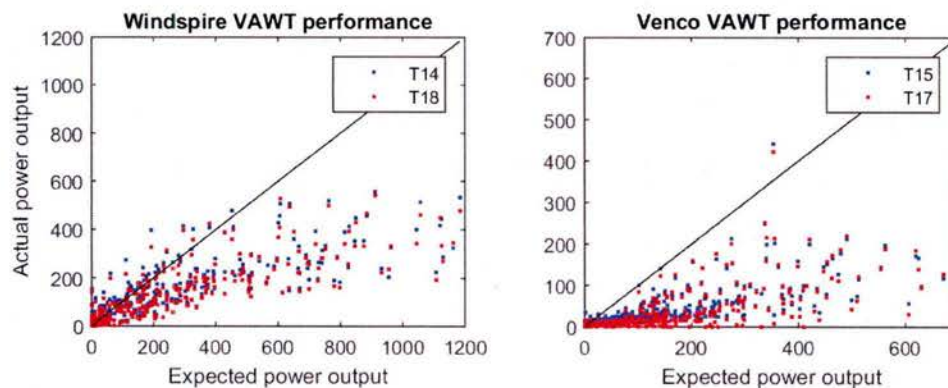 Windspire VAWT performance
Actual power output
1200
1000
800
600
400
200
0
T14
T18
0 200 400 600 800 1000 1200
Expected power output
Venco VAWT performance
700
600
500
400
300
200
100
0
T15
T17
0 200 400 600
Expected power output